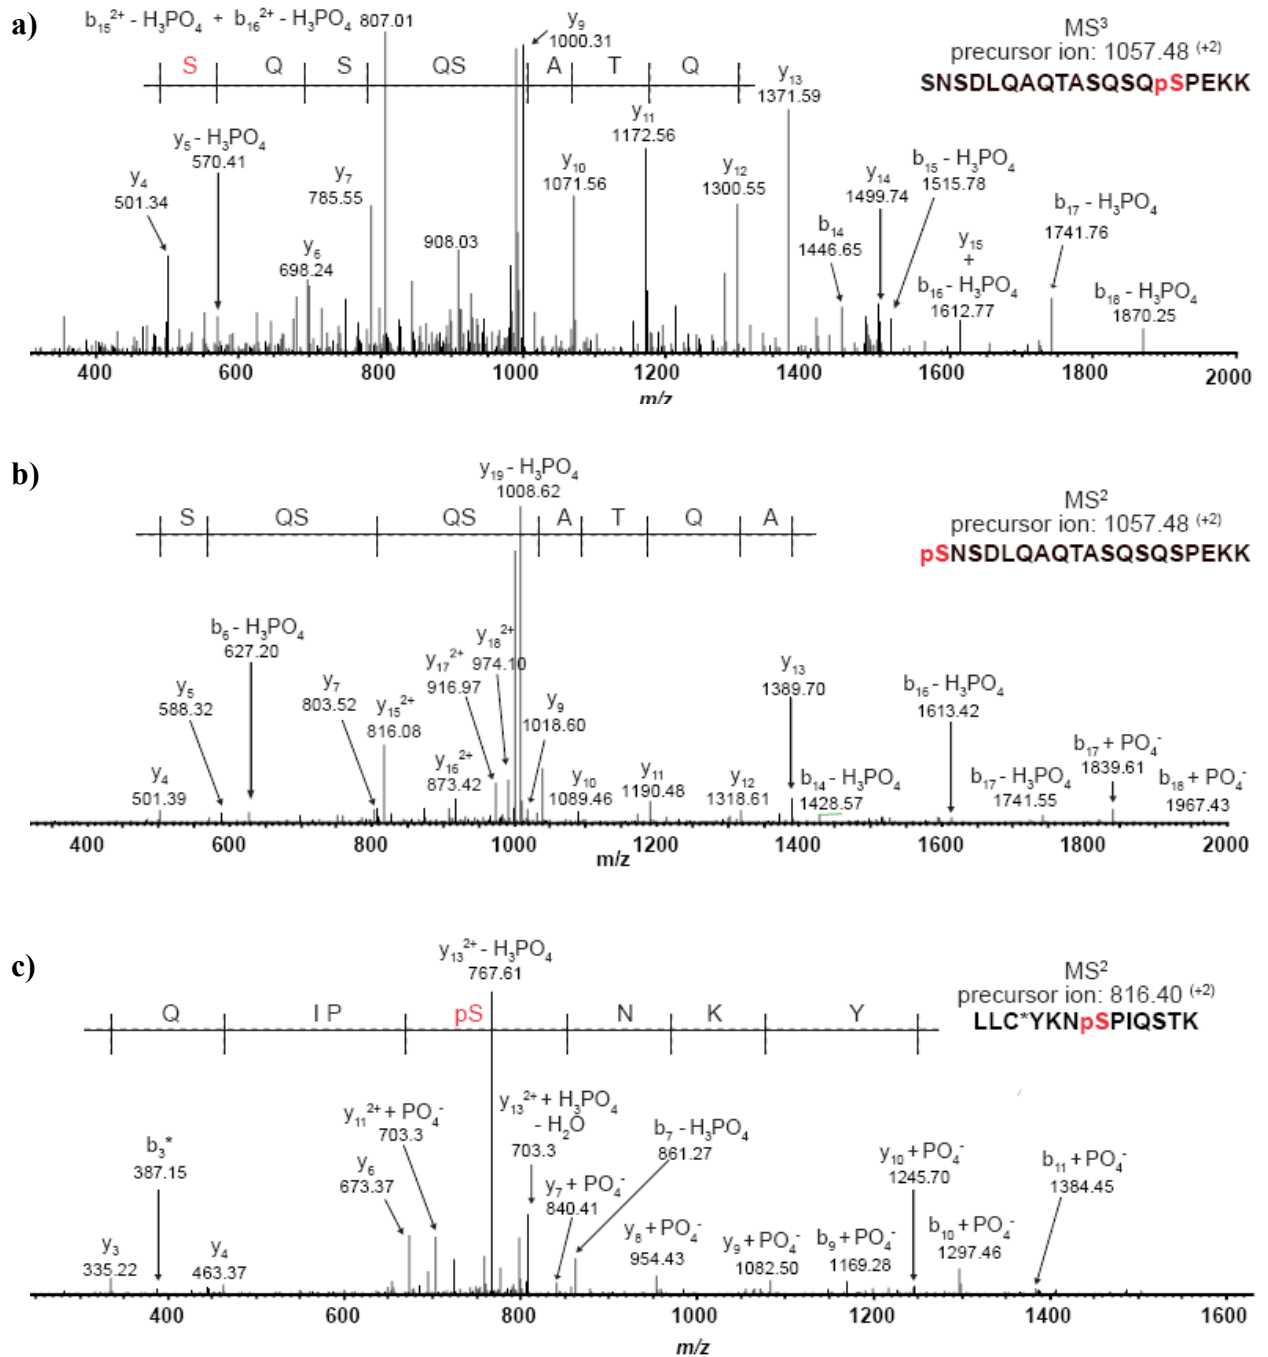 a)
b₁₅²⁺ - H₃PO₄ + b₁₆²⁺ - H₃PO₄ 807.01
y₉
1000.31
MS³
precursor ion: 1057.48 (+2)
SNSDLQAQTASQSQpSPEKK
S Q S QS A T Q
y₁₃
1371.59
y₅ - H₃PO₄
570.41
y₄
501.34
y₇
785.55
y₆
698.24
908.03
y₁₀
1071.56
y₁₁
1172.56
y₁₂
1300.55
b₁₄
1446.65
y₁₄
1499.74
b₁₅ - H₃PO₄
1515.78
y₁₅
+
b₁₆ - H₃PO₄
1612.77
b₁₇ - H₃PO₄
1741.76
b₁₈ - H₃PO₄
1870.25
400 600 800 1000 1200 1400 1600 1800 2000
m/z
b)
y₁₉ - H₃PO₄
1008.62
MS²
precursor ion: 1057.48 (+2)
pSNSDLQAQTASQSQSPEKK
S QS QS A T Q A
b₆ - H₃PO₄
627.20
y₄
501.39
y₅
588.32
y₇
803.52
y₁₅²⁺
816.08
y₁₆²⁺
873.42
y₁₇²⁺
916.97
y₁₈²⁺
974.10
y₉
1018.60
y₁₀
1089.46
y₁₁
1190.48
y₁₂
1318.61
y₁₃
1389.70
b₁₄ - H₃PO₄
1428.57
b₁₆ - H₃PO₄
1613.42
b₁₇ - H₃PO₄
1741.55
b₁₇ + PO₄⁻
1839.61
b₁₈ + PO₄⁻
1967.43
400 600 800 1000 1200 1400 1600 1800 2000
m/z
c)
y₁₃²⁺ - H₃PO₄
767.61
MS²
precursor ion: 816.40 (+2)
LLC*YKNpSPIQSTK
Q I P pS N K Y
y₃
335.22
b₃*
387.15
y₄
463.37
y₆
673.37
y₁₁²⁺ + PO₄⁻
703.3
y₁₃²⁺ + H₃PO₄
- H₂O
703.3
y₇ + PO₄⁻
840.41
b₇ - H₃PO₄
861.27
y₈ + PO₄⁻
954.43
y₉ + PO₄⁻
1082.50
b₉ + PO₄⁻
1169.28
y₁₀ + PO₄⁻
1245.70
b₁₀ + PO₄⁻
1297.46
b₁₁ + PO₄⁻
1384.45
600 800 1000 1200 1400 1600
m/z